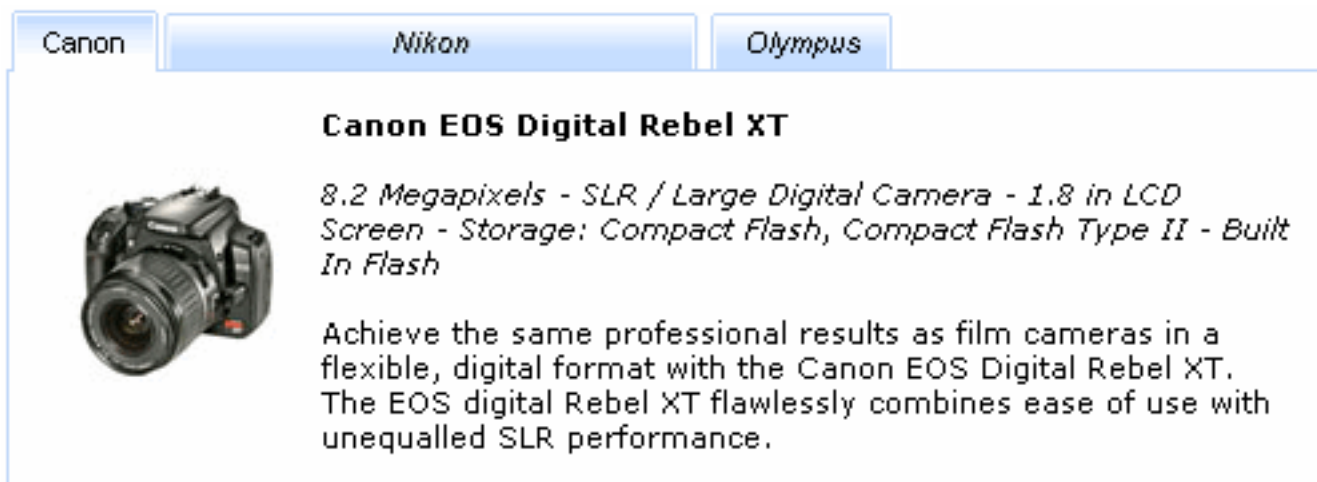 Canon Nikon Olympus
Canon EOS Digital Rebel XT
8.2 Megapixels - SLR / Large Digital Camera - 1.8 in LCD
Screen - Storage: Compact Flash, Compact Flash Type II - Built
In Flash
Achieve the same professional results as film cameras in a
flexible, digital format with the Canon EOS Digital Rebel XT.
The EOS digital Rebel XT flawlessly combines ease of use with
unequalled SLR performance.